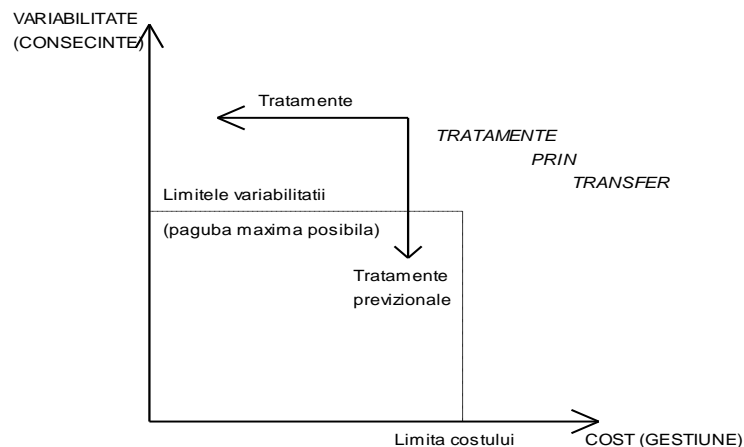 VARIABILITATE
(CONSECINTE)
Tratamente
TRATAMENTE
PRIN
TRANSFER
Limitele variabilitatii
(paguba maxima posibila)
Tratamente
previzionale
Limita costului
COST (GESTIUNE)